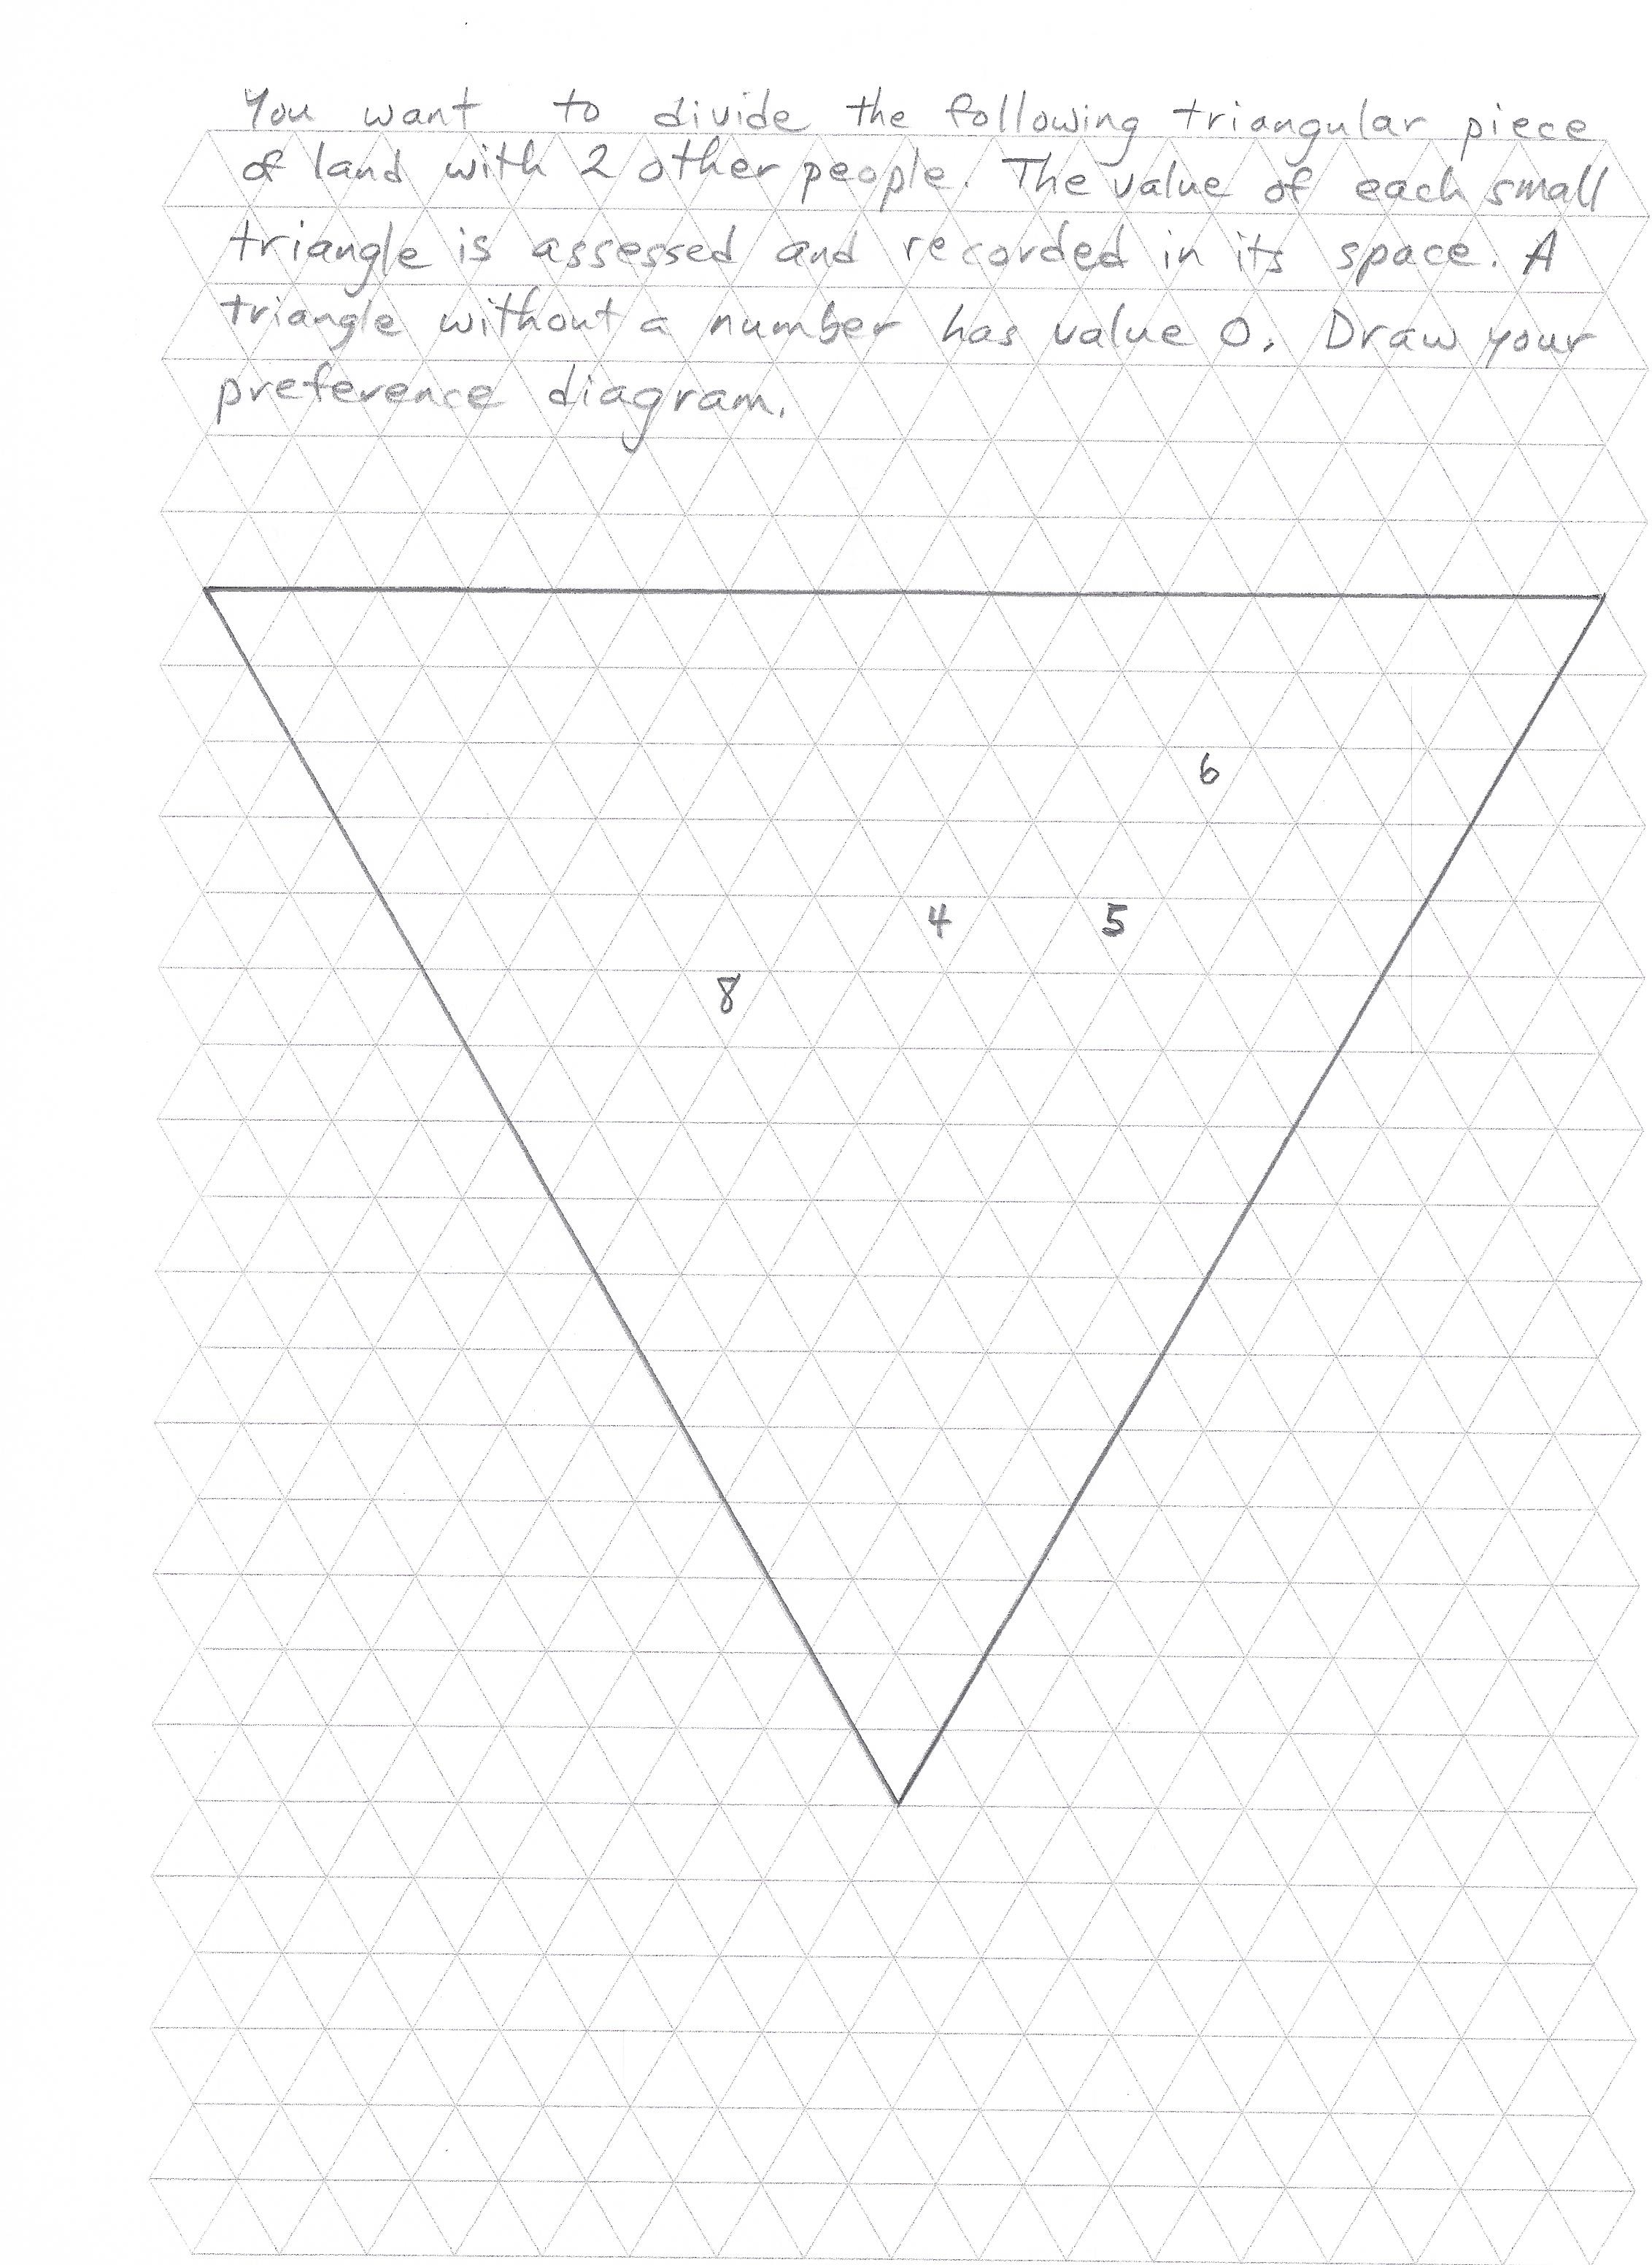 You want to divide the following triangular piece
of land with 2 other people. The value of each small
triangle is assessed and recorded in its space. A
triangle without a number has value 0. Draw your
preference diagram.
6
4 5
8